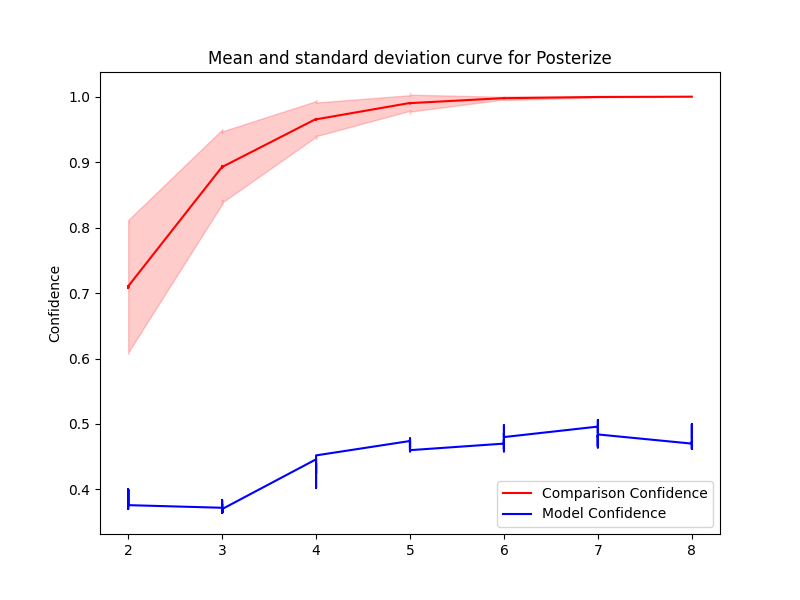 Mean and standard deviation curve for Posterize
1.0
0.9
0.8
0.7
0.6
0.5
0.4
Confidence
Comparison Confidence
Model Confidence
2 3 4 5 6 7 8